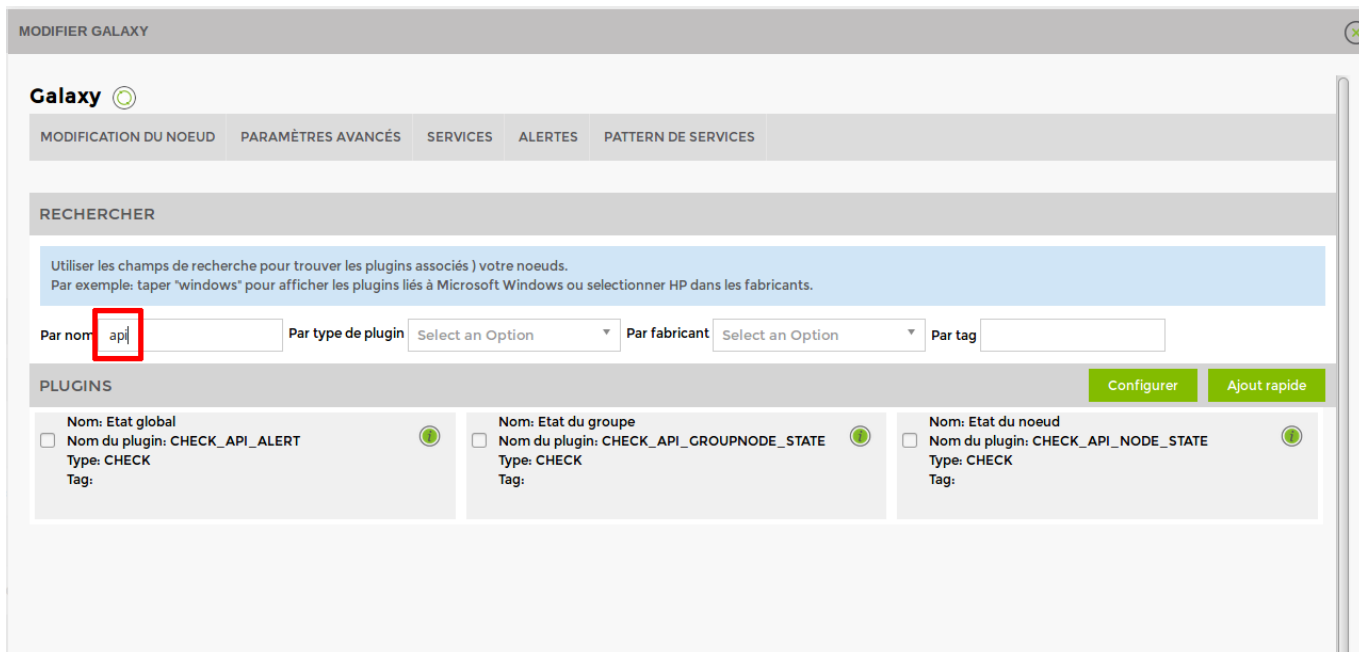 MODIFIER GALAXY
Galaxy
MODIFICATION DU NOEUD PARAMÈTRES AVANCÉS SERVICES ALERTES PATTERN DE SERVICES
RECHERCHER
Utiliser les champs de recherche pour trouver les plugins associés ) votre noeuds.
Par exemple: taper "windows" pour afficher les plugins liés à Microsoft Windows ou selectionner HP dans les fabricants.
Par nom api Par type de plugin Select an Option Par fabricant Select an Option Par tag
PLUGINS Configurer Ajout rapide
Nom: Etat global
Nom du plugin: CHECK_API_ALERT
Type: CHECK
Tag:
Nom: Etat du groupe
Nom du plugin: CHECK_API_GROUPNODE_STATE
Type: CHECK
Tag:
Nom: Etat du noeud
Nom du plugin: CHECK_API_NODE_STATE
Type: CHECK
Tag: